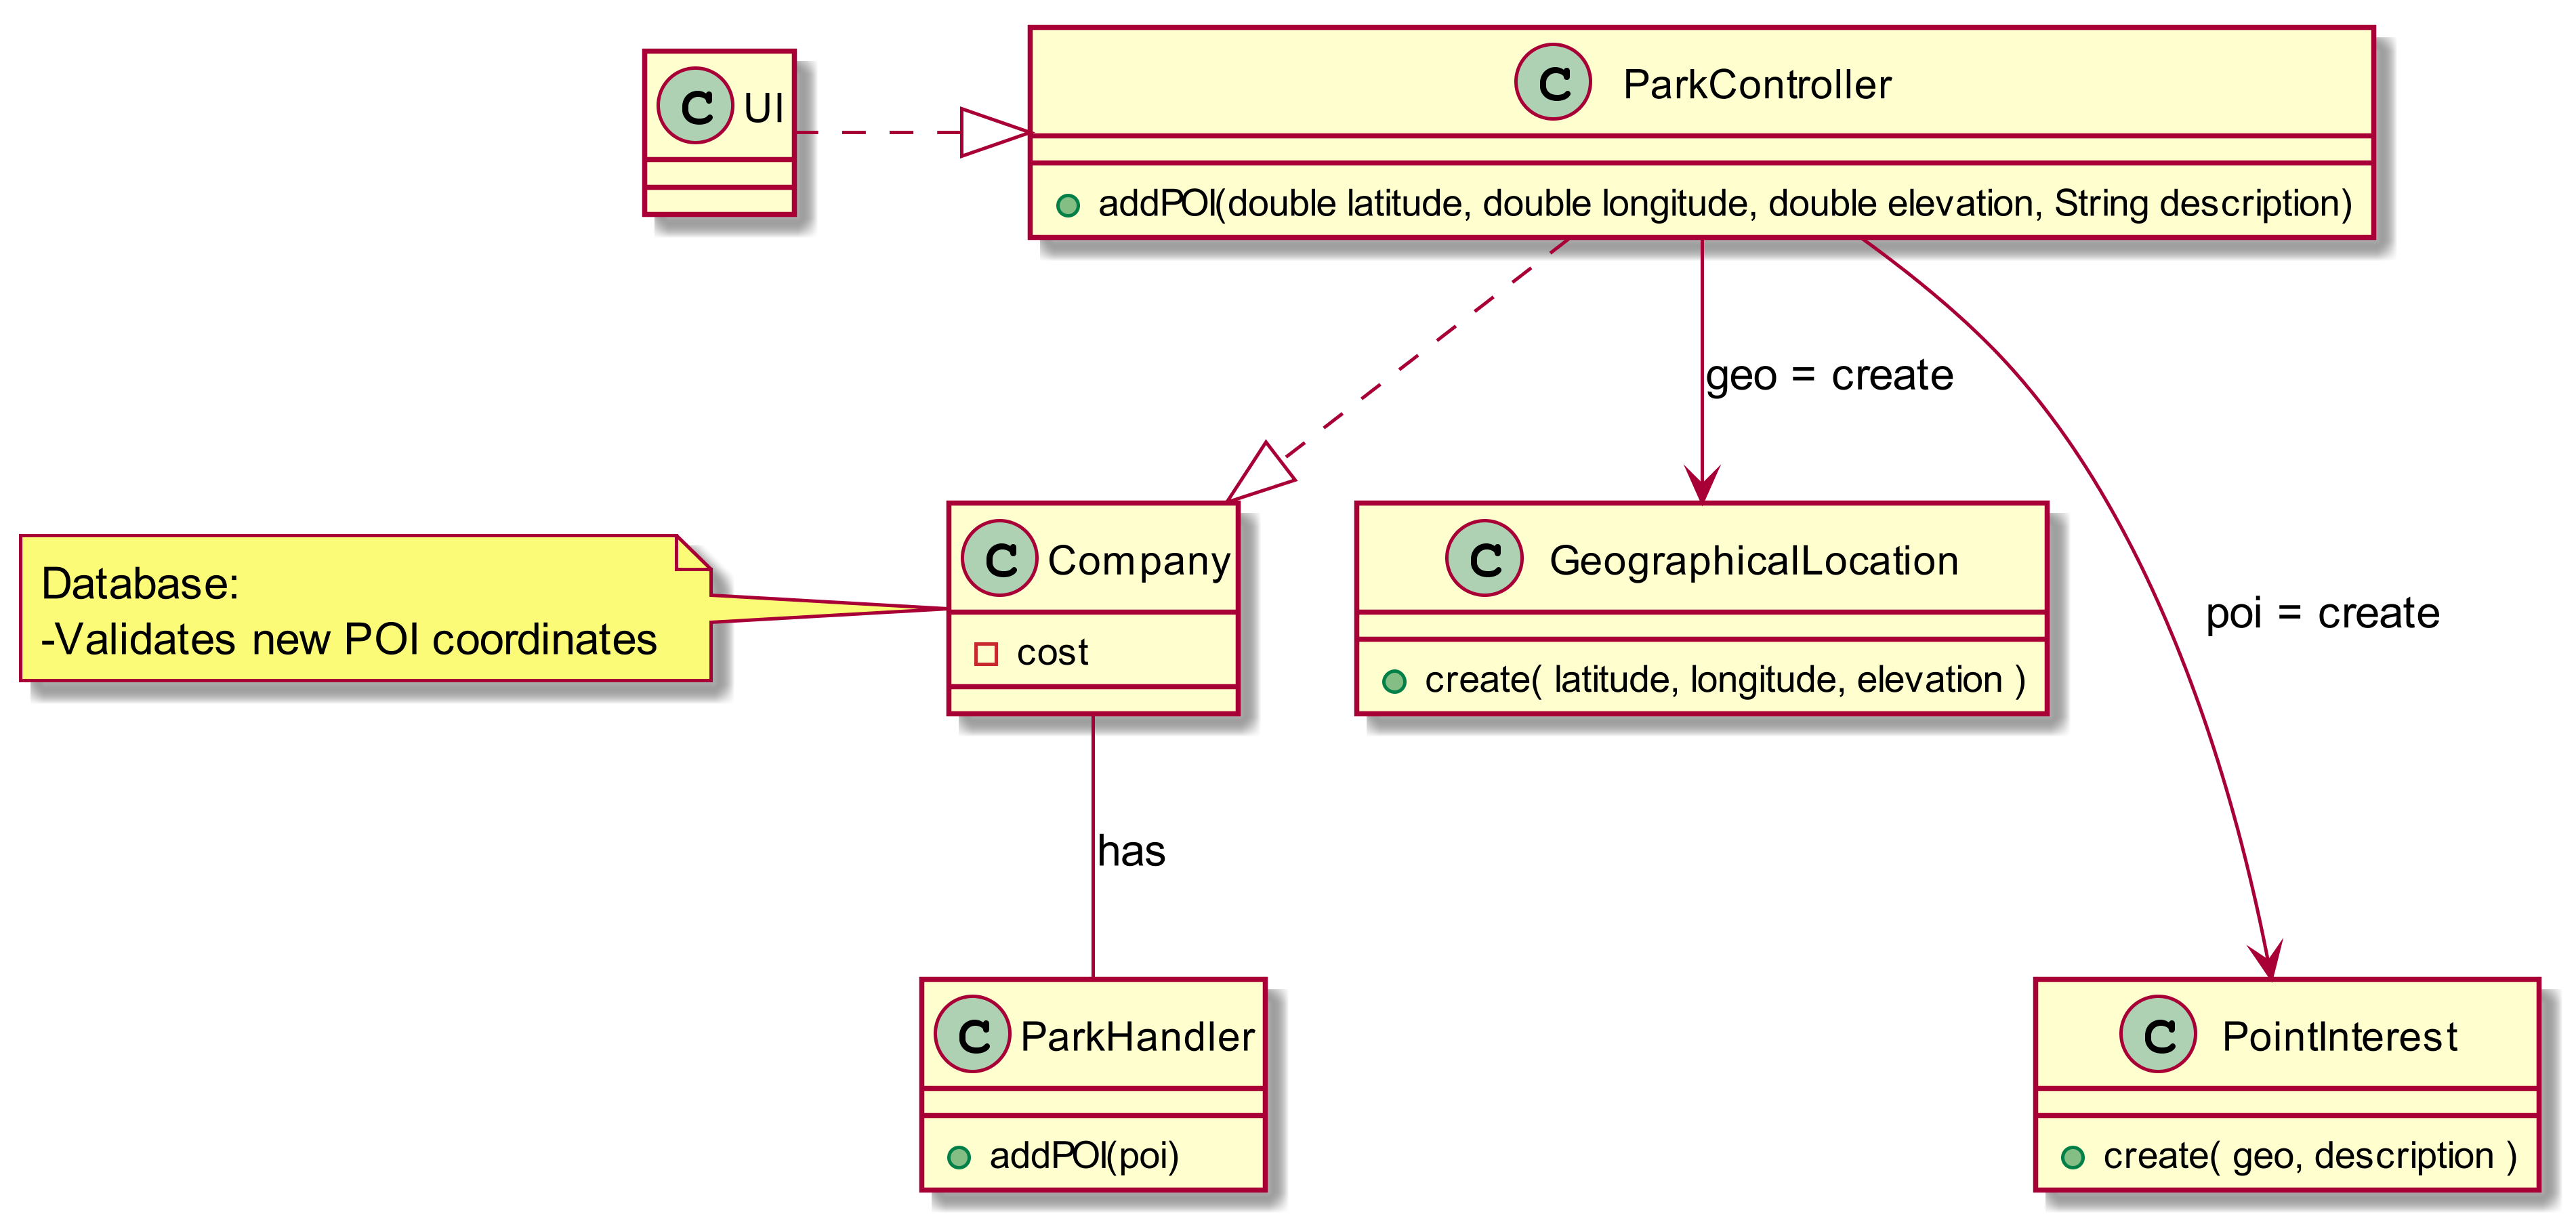 C UI
C ParkController
addPOI(double latitude, double longitude, double elevation, String description)
geo = create
Database:
-Validates new POI coordinates
C Company
cost
C GeographicalLocation
create( latitude, longitude, elevation )
poi = create
has
C ParkHandler
addPOI(poi)
C PointInterest
create( geo, description )